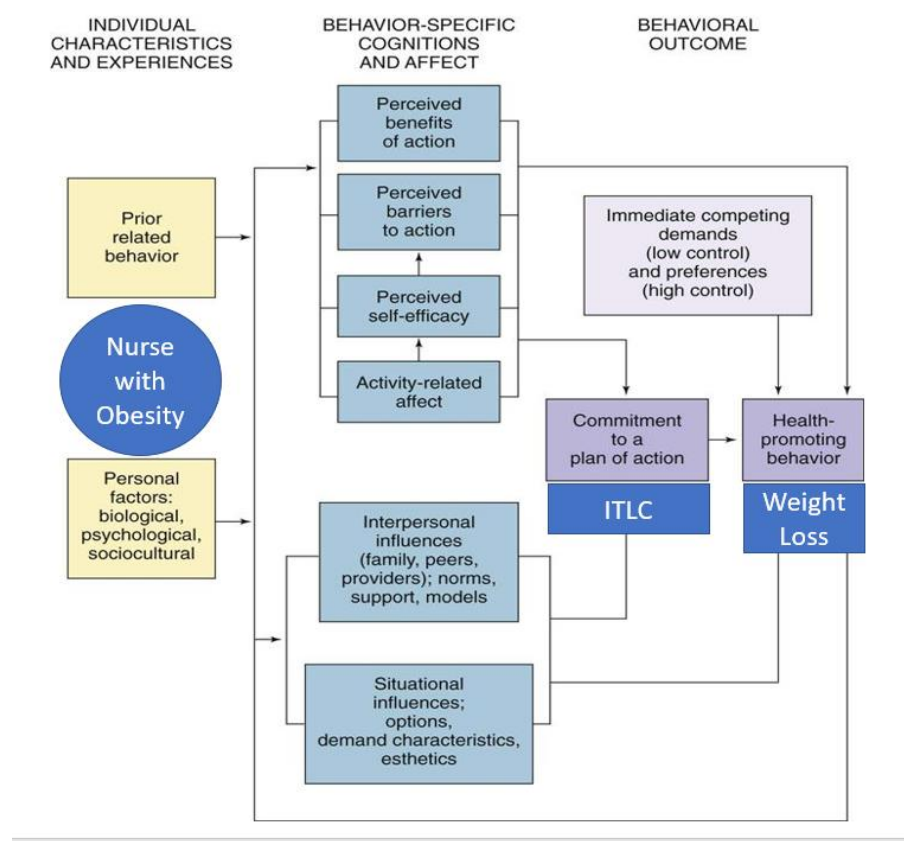 INDIVIDUAL
CHARACTERISTICS
AND EXPERIENCES
BEHAVIOR-SPECIFIC
COGNITIONS
AND AFFECT
BEHAVIORAL
OUTCOME
Perceived
benefits
of action
Prior
related
behavior
Perceived
barriers
to action
Immediate competing
demands
(low control)
and preferences
(high control)
Perceived
self-efficacy
Nurse
with
Obesity
Activity-related
affect
Commitment
to a
plan of action
Health-
promoting
behavior
Personal
factors:
biological,
psychological,
sociocultural
ITLC
Weight
Loss
Interpersonal
influences
(family, peers,
providers); norms,
support, models
Situational
influences;
options,
demand characteristics,
esthetics